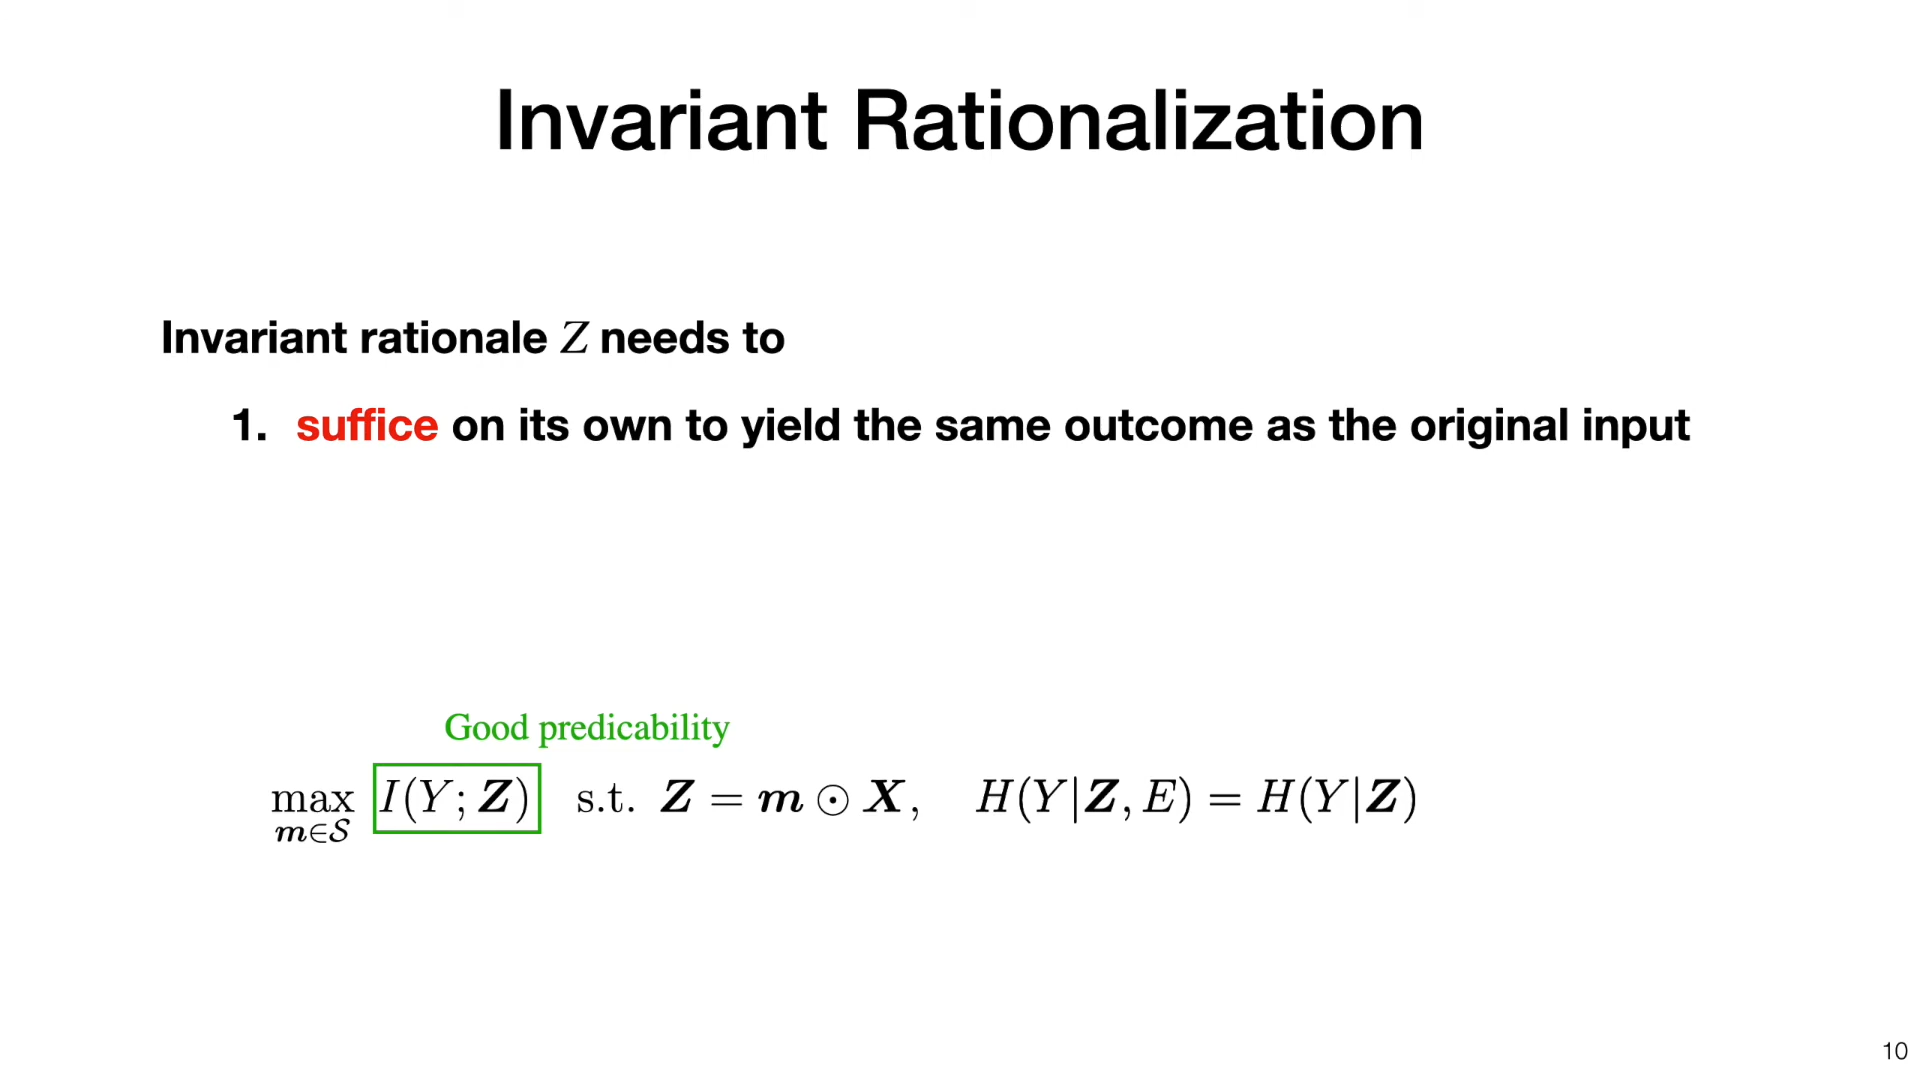 Invariant Rationalization
Invariant rationale Z needs to
1. suffice on its own to yield the same outcome as the original input
Good predicability
max I(Y; Z) s.t. Z = m ⊙ X, H(Y|Z, E) = H(Y|Z)
m∈S
10